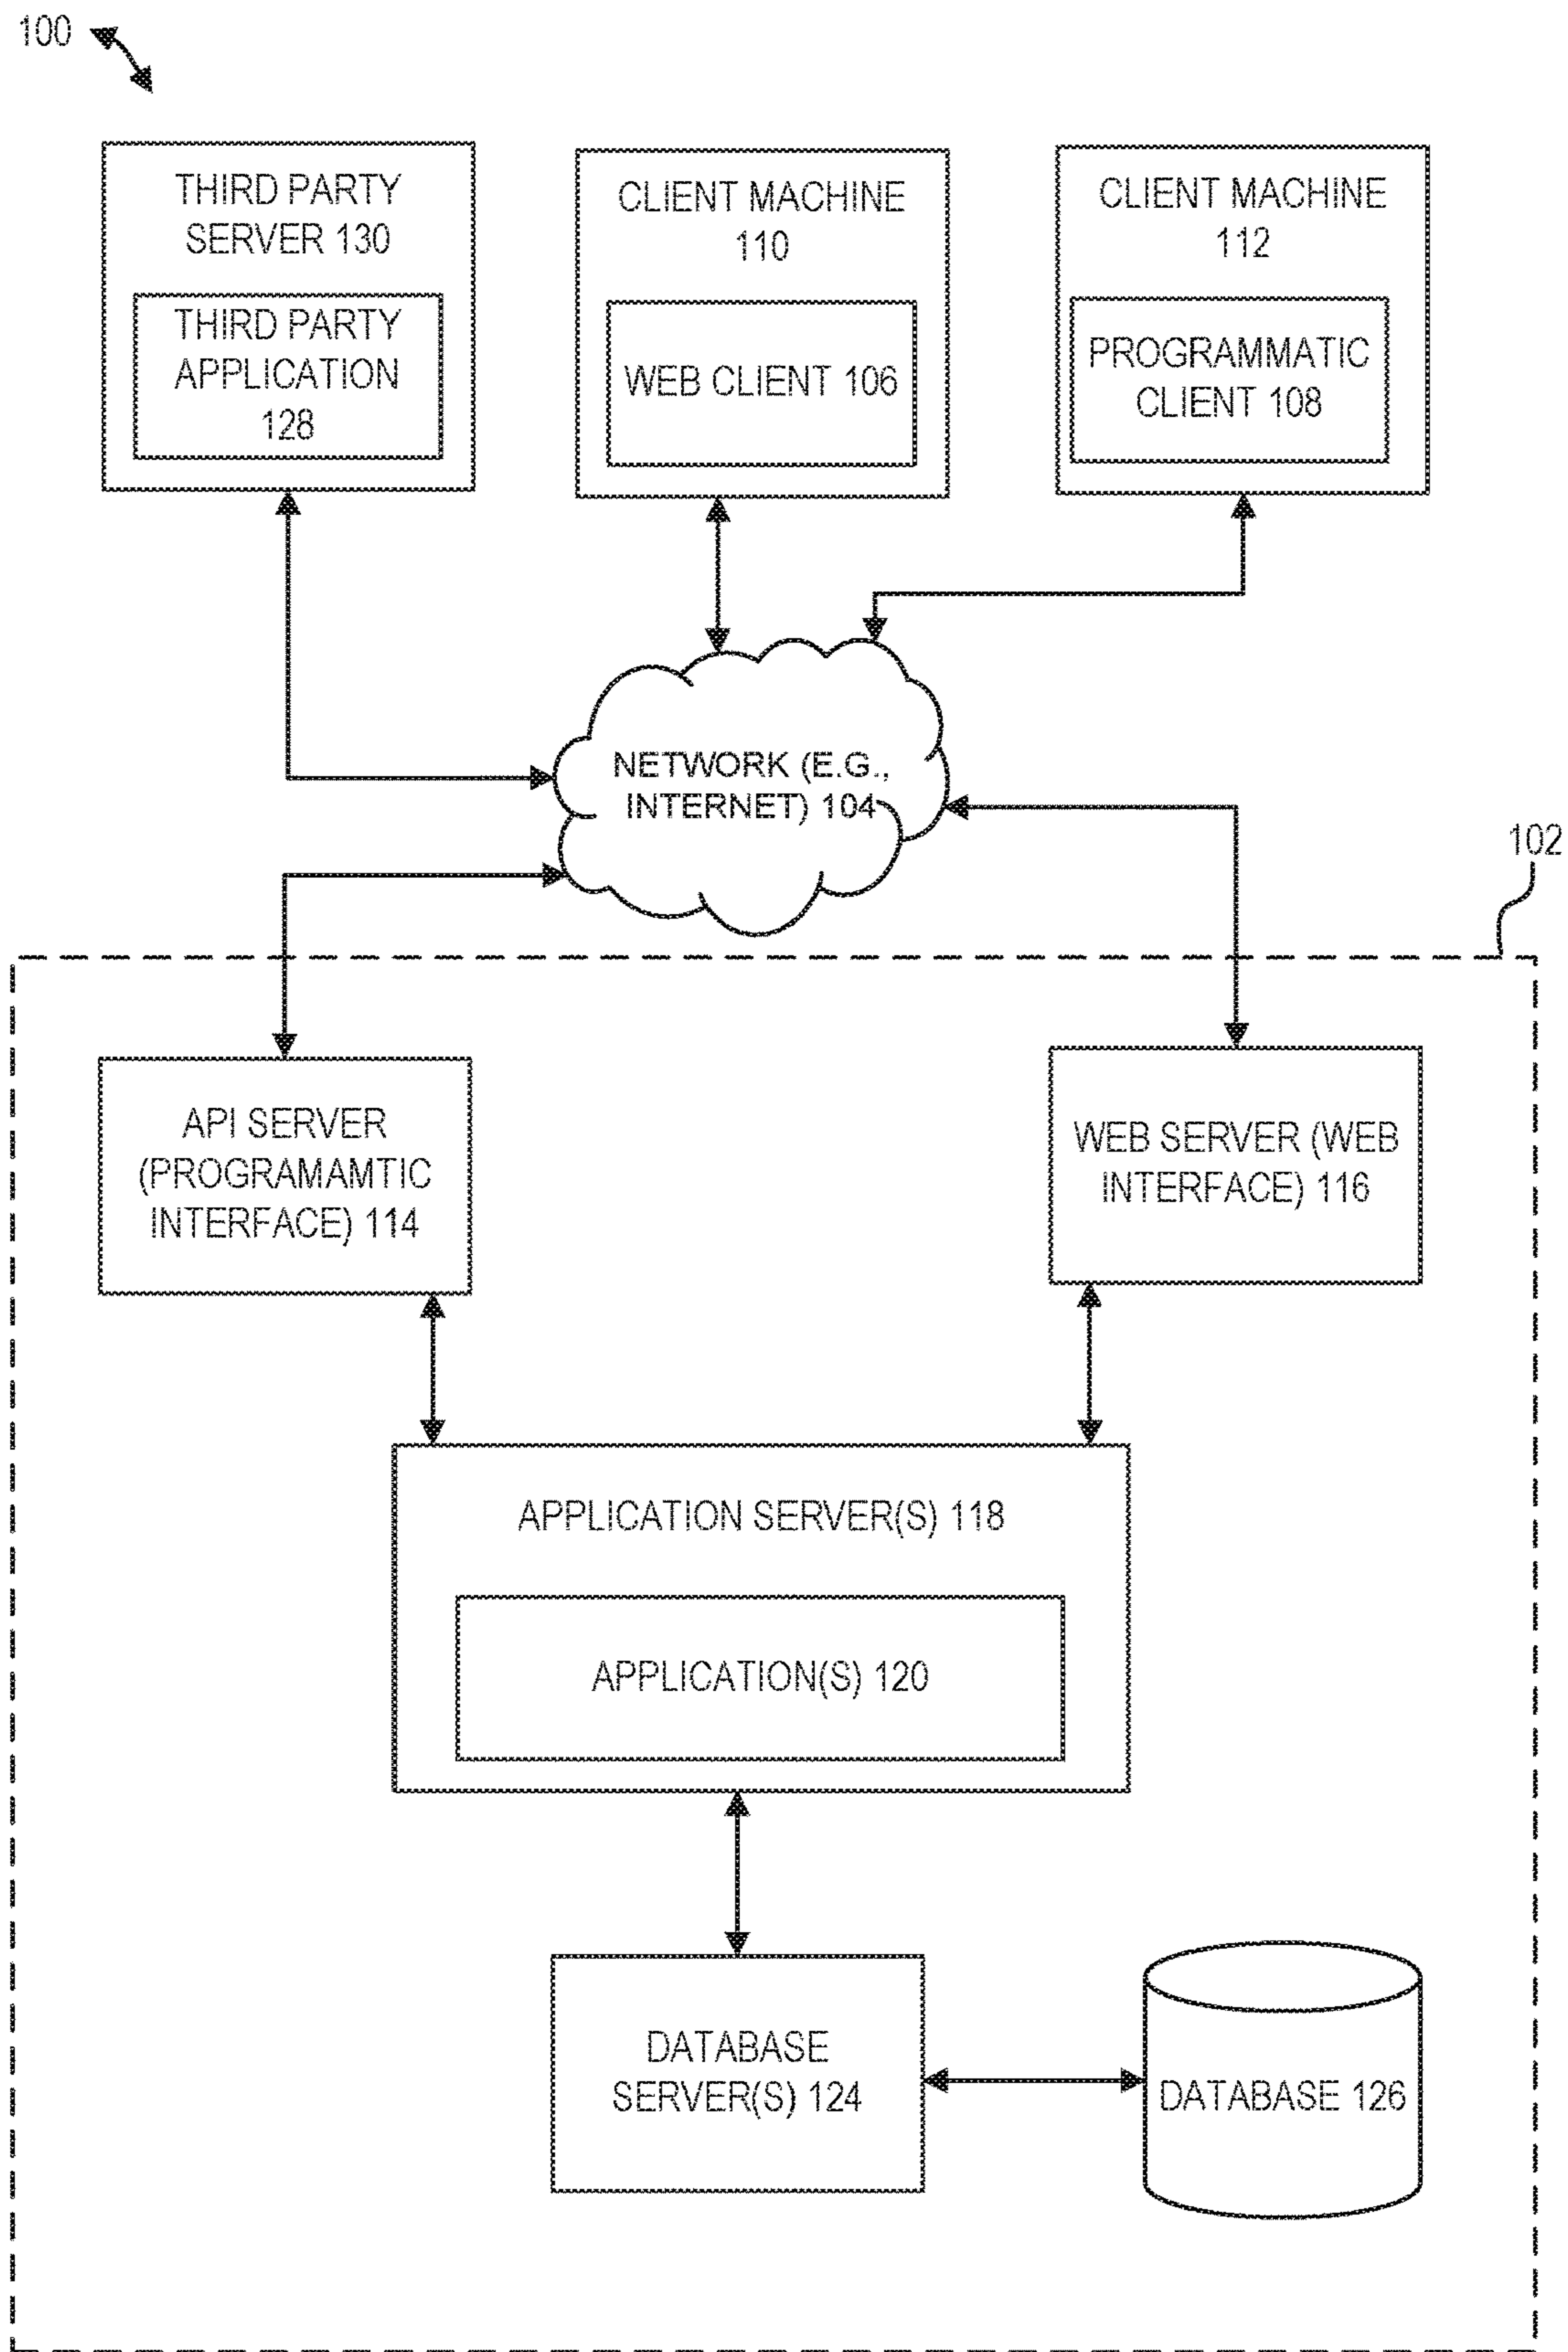 100
THIRD PARTY
SERVER 130
THIRD PARTY
APPLICATION
128
CLIENT MACHINE
110
WEB CLIENT 106
CLIENT MACHINE
112
PROGRAMMATIC
CLIENT 108
NETWORK (E.G.,
INTERNET) 104
102
API SERVER
(PROGRAMAMTIC
INTERFACE) 114
WEB SERVER (WEB
INTERFACE) 116
APPLICATION SERVER(S) 118
APPLICATION(S) 120
DATABASE
SERVER(S) 124
DATABASE 126